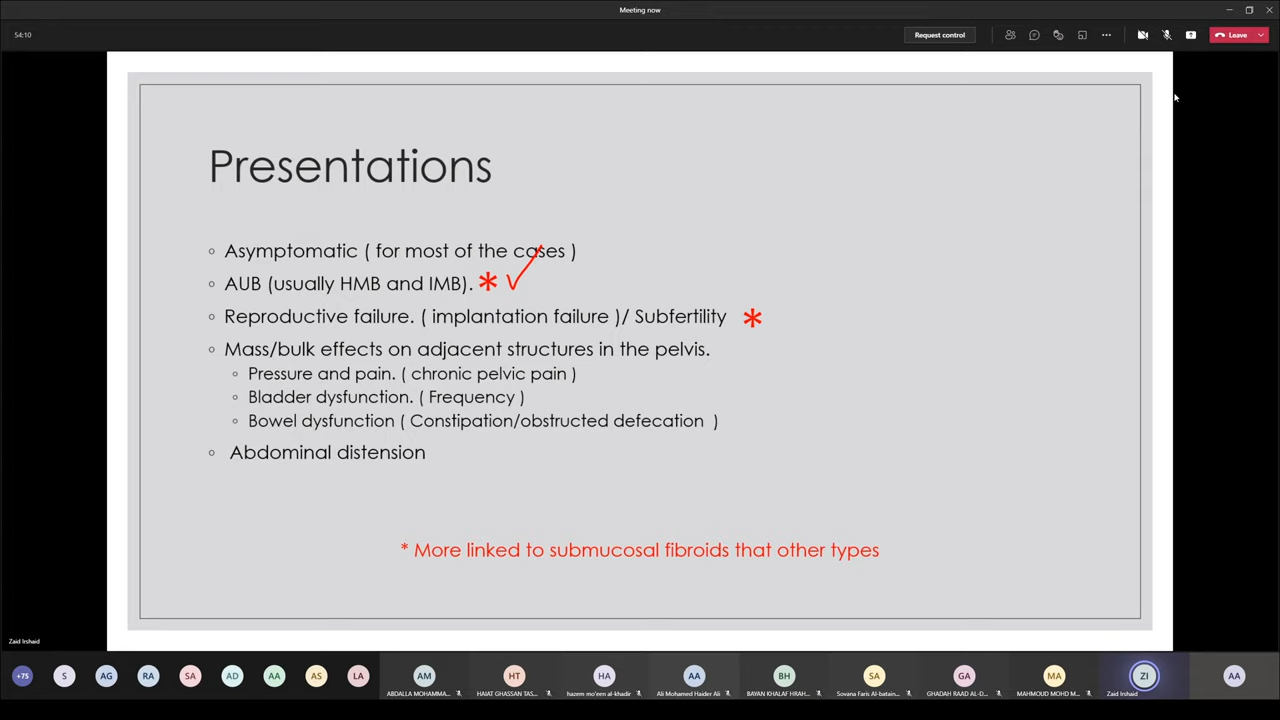 Meeting now
54:10
Request control
Leave
Presentations
Asymptomatic ( for most of the cases )
AUB (usually HMB and IMB). *
Reproductive failure. ( implantation failure )/ Subfertility *
Mass/bulk effects on adjacent structures in the pelvis.
Pressure and pain. ( chronic pelvic pain )
Bladder dysfunction. ( Frequency )
Bowel dysfunction ( Constipation/obstructed defecation )
Abdominal distension
* More linked to submucosal fibroids that other types
Zaid Irshaid
+75 S AG RA SA AD AA AS LA AM HT HA AA BH SA GA MA ZI AA
ABDALLA MOHAMMA... HAIAT GHASSAN TAS... hazem mo'een al-khadir Ali Mohamed Haider Ali BAYAN KHALAF HRAH... Sovana Faris Al-batain... GHADAH RAAD AL-D... MAHMOUD MOHD M... Zaid Irshaid